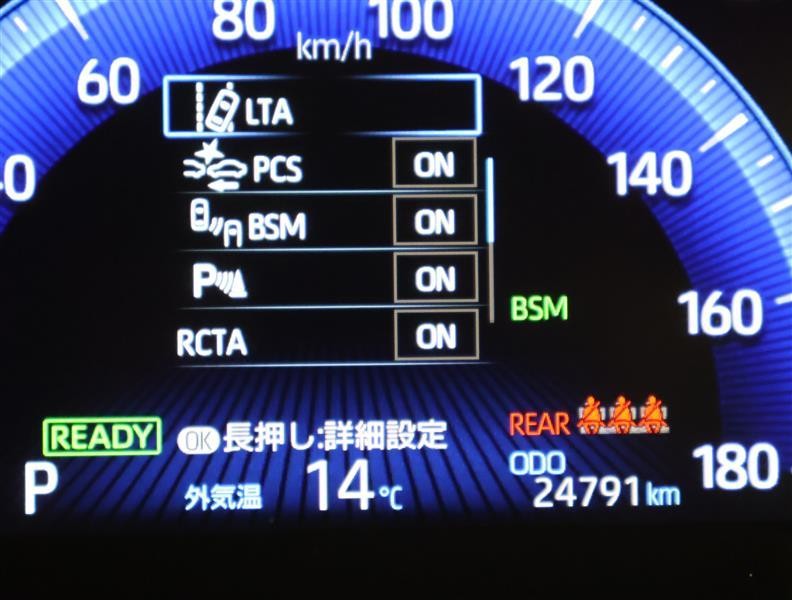 80
100
km/h
60
120
LTA
40
PCS ON
140
BSM ON
P ON
BSM
160
RCTA ON
READY
OK 長押し:詳細設定
REAR
P
外気温 14℃
ODO
24791 km
180